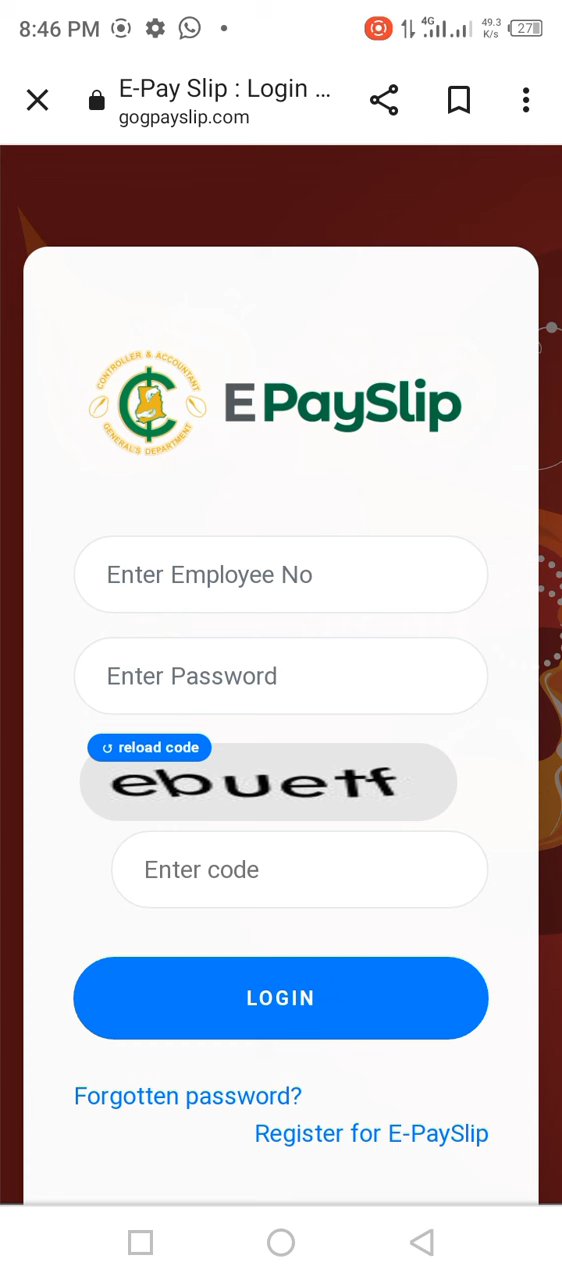 8:46 PM 4G 49.3 K/s 27
E-Pay Slip : Login ...
gogpayslip.com
CONTROLLER & ACCOUNTANT
GENERAL'S DEPARTMENT
E PaySlip
Enter Employee No
Enter Password
↺ reload code
ebuetf
Enter code
LOGIN
Forgotten password?
Register for E-PaySlip